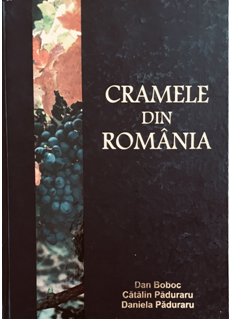 CRAMELE
DIN
ROMÂNIA
Dan Boboc
Cătălin Păduraru
Daniela Păduraru